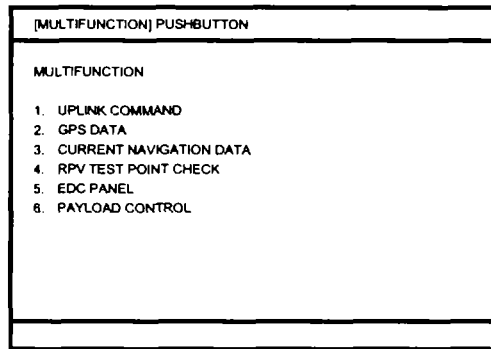 [MULTIFUNCTION] PUSHBUTTON
MULTIFUNCTION
1. UPLINK COMMAND
2. GPS DATA
3. CURRENT NAVIGATION DATA
4. RPV TEST POINT CHECK
5. EDC PANEL
6. PAYLOAD CONTROL